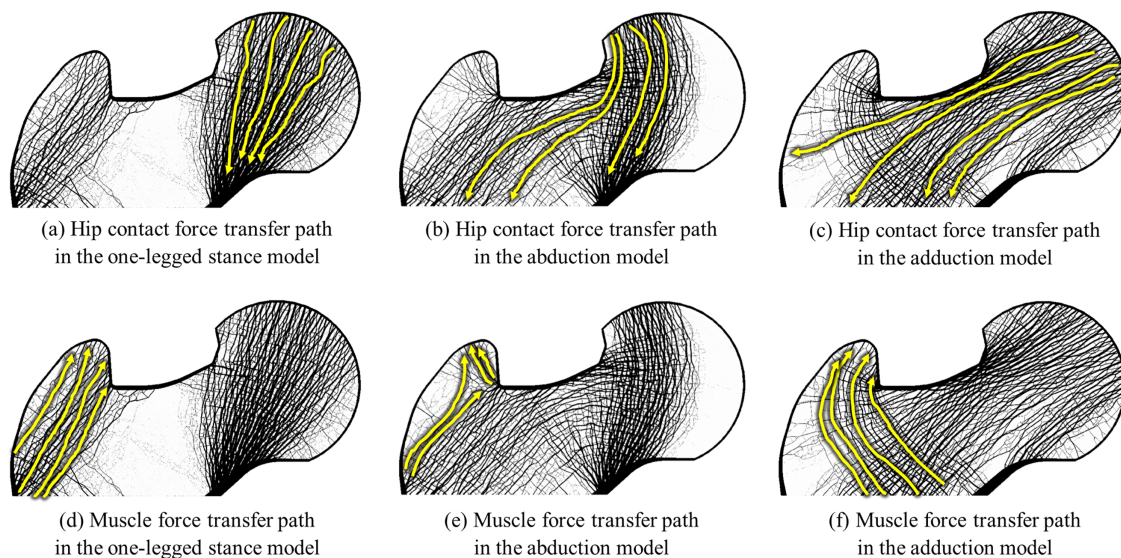 (a) Hip contact force transfer path
in the one-legged stance model
(b) Hip contact force transfer path
in the abduction model
(c) Hip contact force transfer path
in the adduction model
(d) Muscle force transfer path
in the one-legged stance model
(e) Muscle force transfer path
in the abduction model
(f) Muscle force transfer path
in the adduction model